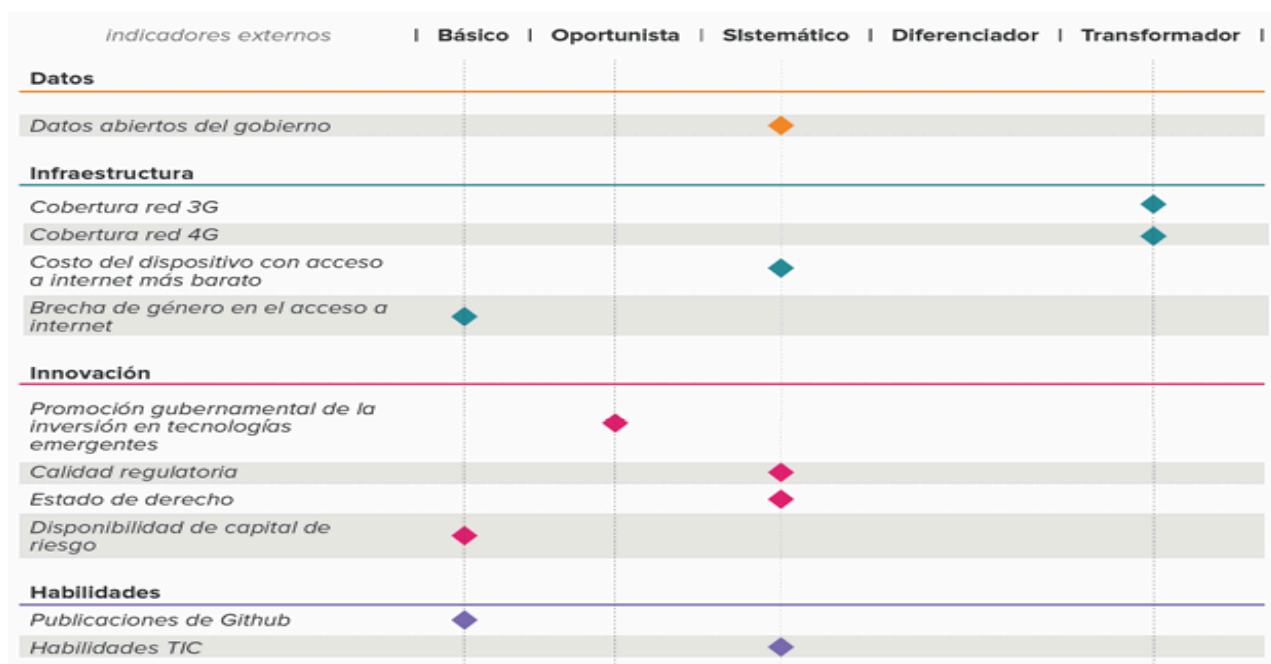 indicadores externos | Básico | Oportunista | SIstemático | Diferenciador | Transformador |
Datos
Datos abiertos del gobierno
Infraestructura
Cobertura red 3G
Cobertura red 4G
Costo del dispositivo con acceso
a internet más barato
Brecha de género en el acceso a
internet
Innovación
Promoción gubernamental de la
inversión en tecnologías
emergentes
Calidad regulatoria
Estado de derecho
Disponibilidad de capital de
riesgo
Habilidades
Publicaciones de Github
Habilidades TIC